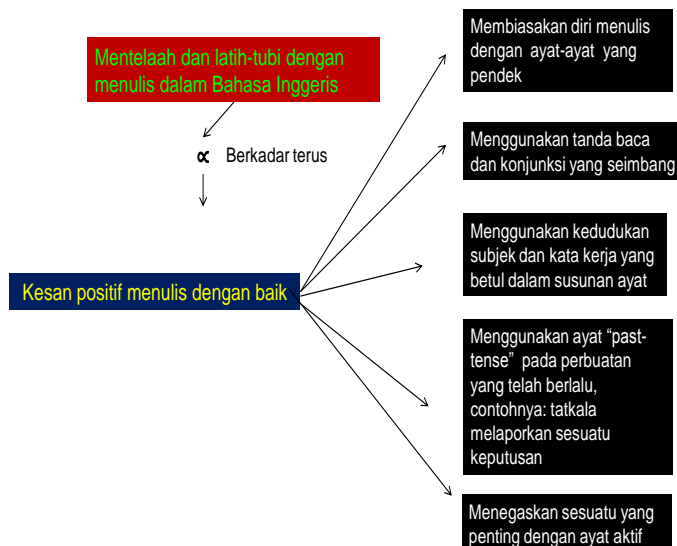 Mentelaah dan latih-tubi dengan
menulis dalam Bahasa Inggeris
∝ Berkadar terus
Kesan positif menulis dengan baik
Membiasakan diri menulis
dengan ayat-ayat yang
pendek
Menggunakan tanda baca
dan konjunksi yang seimbang
Menggunakan kedudukan
subjek dan kata kerja yang
betul dalam susunan ayat
Menggunakan ayat “past-
tense” pada perbuatan
yang telah berlalu,
contohnya: tatkala
melaporkan sesuatu
keputusan
Menegaskan sesuatu yang
penting dengan ayat aktif